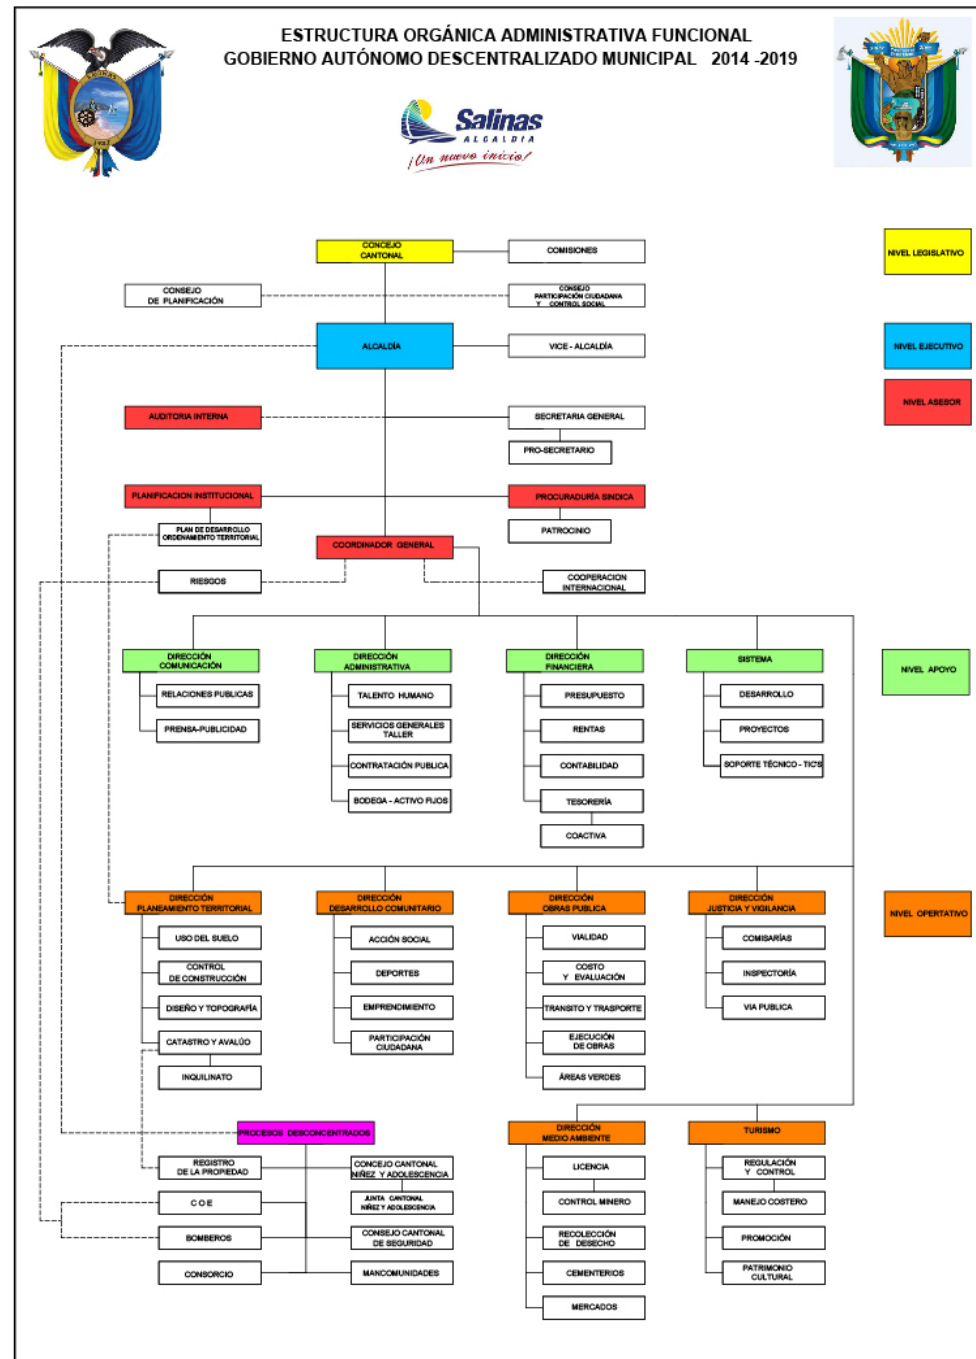 ESTRUCTURA ORGÁNICA ADMINISTRATIVA FUNCIONAL
GOBIERNO AUTÓNOMO DESCENTRALIZADO MUNICIPAL 2014 -2019
SALINAS
Salinas
ALCALDIA
¡Un nuevo inicio!
CONCEJO
CANTONAL
COMISIONES
NIVEL LEGISLATIVO
CONSEJO
DE PLANIFICACIÓN
CONSEJO
PARTICIPACIÓN CIUDADANA
Y CONTROL SOCIAL
ALCALDÍA
VICE - ALCALDÍA
NIVEL EJECUTIVO
NIVEL ASESOR
AUDITORIA INTERNA
SECRETARIA GENERAL
PRO-SECRETARIO
PLANIFICACION INSTITUCIONAL
PROCURADURÍA SINDICA
PLAN DE DESARROLLO
ORDENAMIENTO TERRITORIAL
PATROCINIO
COORDINADOR GENERAL
RIESGOS
COOPERACION
INTERNACIONAL
DIRECCIÓN
COMUNICACIÓN
DIRECCIÓN
ADMINISTRATIVA
DIRECCIÓN
FINANCIERA
SISTEMA
NIVEL APOYO
RELACIONES PUBLICAS
TALENTO HUMANO
PRESUPUESTO
DESARROLLO
PRENSA-PUBLICIDAD
SERVICIOS GENERALES
TALLER
RENTAS
PROYECTOS
CONTRATACIÓN PUBLICA
CONTABILIDAD
SOPORTE TÉCNICO - TIC'S
BODEGA - ACTIVO FIJOS
TESORERÍA
COACTIVA
DIRECCIÓN
PLANEAMIENTO TERRITORIAL
DIRECCIÓN
DESARROLLO COMUNITARIO
DIRECCIÓN
OBRAS PUBLICA
DIRECCIÓN
JUSTICIA Y VIGILANCIA
NIVEL OPERTATIVO
USO DEL SUELO
ACCIÓN SOCIAL
VIALIDAD
COMISARÍAS
CONTROL
DE CONSTRUCCIÓN
DEPORTES
COSTO
Y EVALUACIÓN
INSPECTORÍA
DISEÑO Y TOPOGRAFÍA
EMPRENDIMIENTO
TRANSITO Y TRASPORTE
VIA PUBLICA
CATASTRO Y AVALÚO
PARTICIPACIÓN
CIUDADANA
EJECUCIÓN
DE OBRAS
INQUILINATO
ÁREAS VERDES
PROCESOS DESCONCENTRADOS
DIRECCIÓN
MEDIO AMBIENTE
TURISMO
REGISTRO
DE LA PROPIEDAD
CONCEJO CANTONAL
NIÑEZ Y ADOLESCENCIA
LICENCIA
REGULACIÓN
Y CONTROL
C O E
JUNTA CANTONAL
NIÑEZ Y ADOLESCENCIA
CONTROL MINERO
MANEJO COSTERO
BOMBEROS
CONSEJO CANTONAL
DE SEGURIDAD
RECOLECCIÓN
DE DESECHO
PROMOCIÓN
CONSORCIO
MANCOMUNIDADES
CEMENTERIOS
PATRIMONIO
CULTURAL
MERCADOS